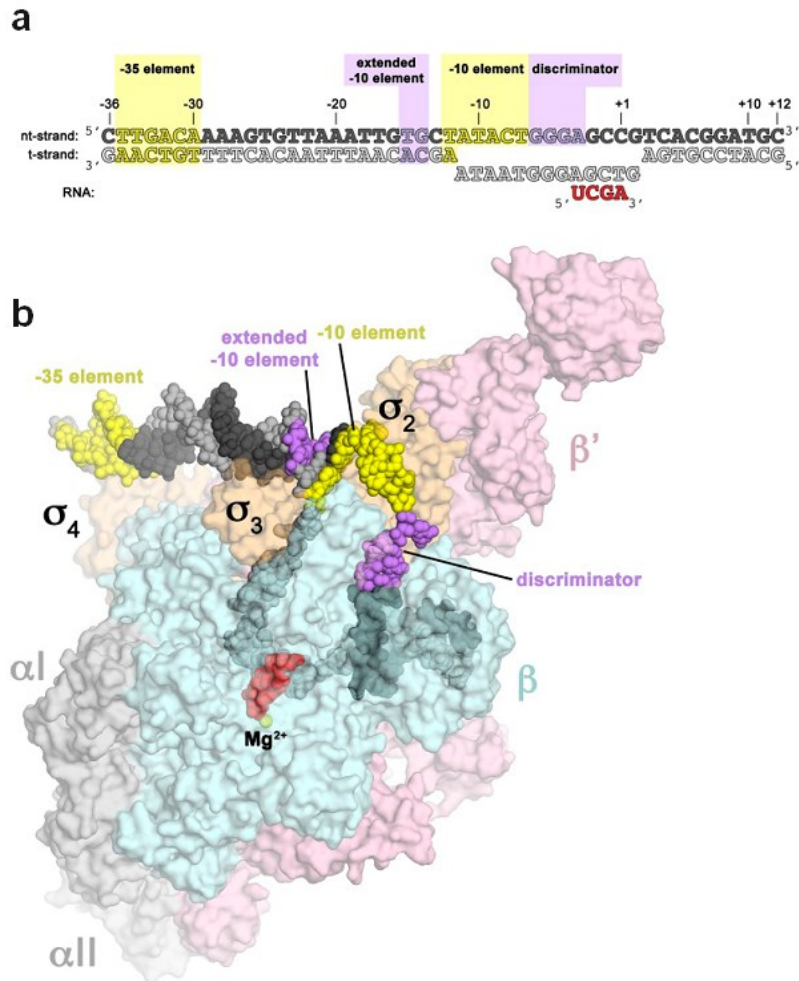 a
-35 element
extended
-10 element
-10 element
discriminator
-36 -30 -20 -10 +1 +10 +12
nt-strand: 5' CTTGACAAAAGTGTTAAATTGTGCTATACTGGGAGCCGTCACGGATGC 3'
t-strand: 3' GAACTGTTTTCACAATTTAACACGA AGTGCCTACG 5'
ATAATGGGAGCTG
RNA: 5' UCGA 3'
b
extended
-10 element
-10 element
-35 element
σ2
β'
σ3
σ4
discriminator
αI
β
Mg2+
αII